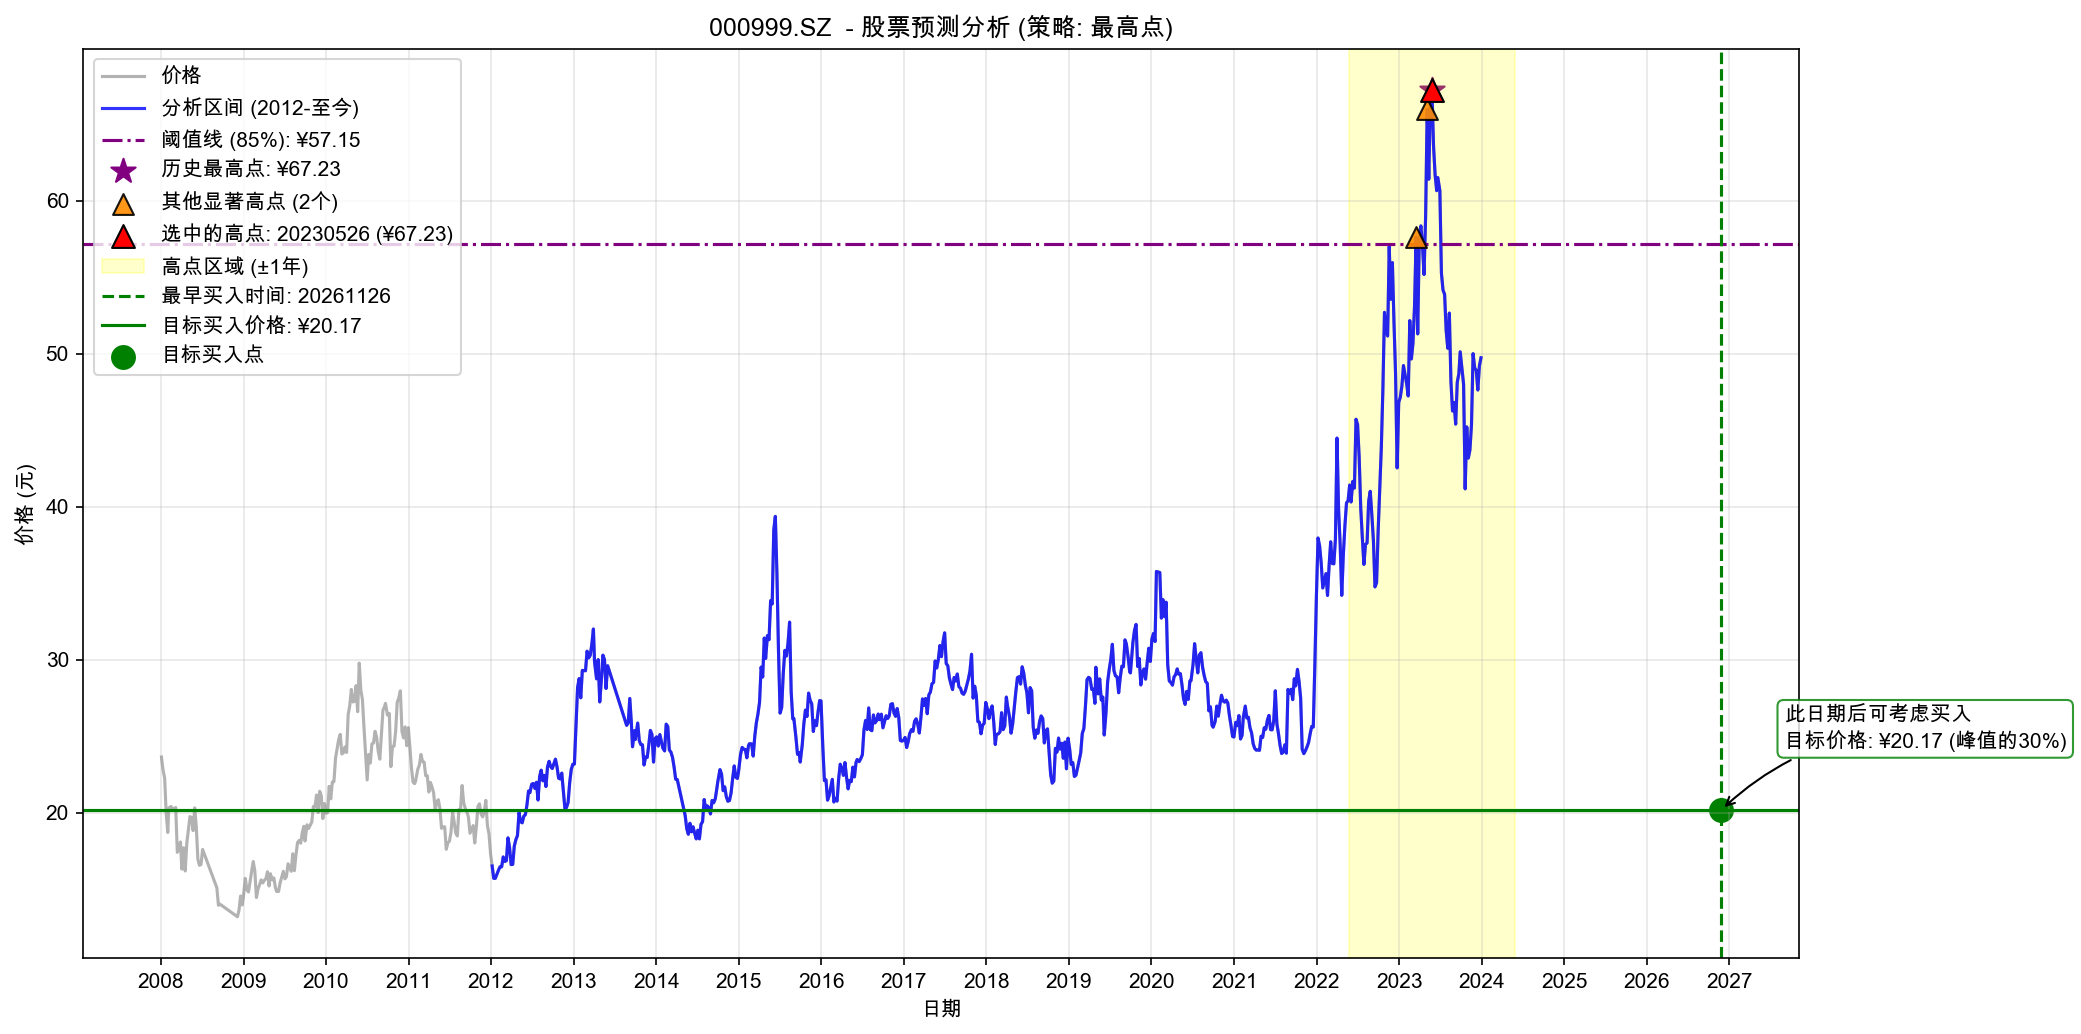 000999.SZ - 股票预测分析 (策略: 最高点)
价格
分析区间 (2012-至今)
阈值线 (85%): ¥57.15
历史最高点: ¥67.23
其他显著高点 (2个)
选中的高点: 20230526 (¥67.23)
高点区域 (±1年)
最早买入时间: 20261126
目标买入价格: ¥20.17
目标买入点
价格 (元)
60
50
40
30
20
此日期后可考虑买入
目标价格: ¥20.17 (峰值的30%)
2008 2009 2010 2011 2012 2013 2014 2015 2016 2017 2018 2019 2020 2021 2022 2023 2024 2025 2026 2027
日期